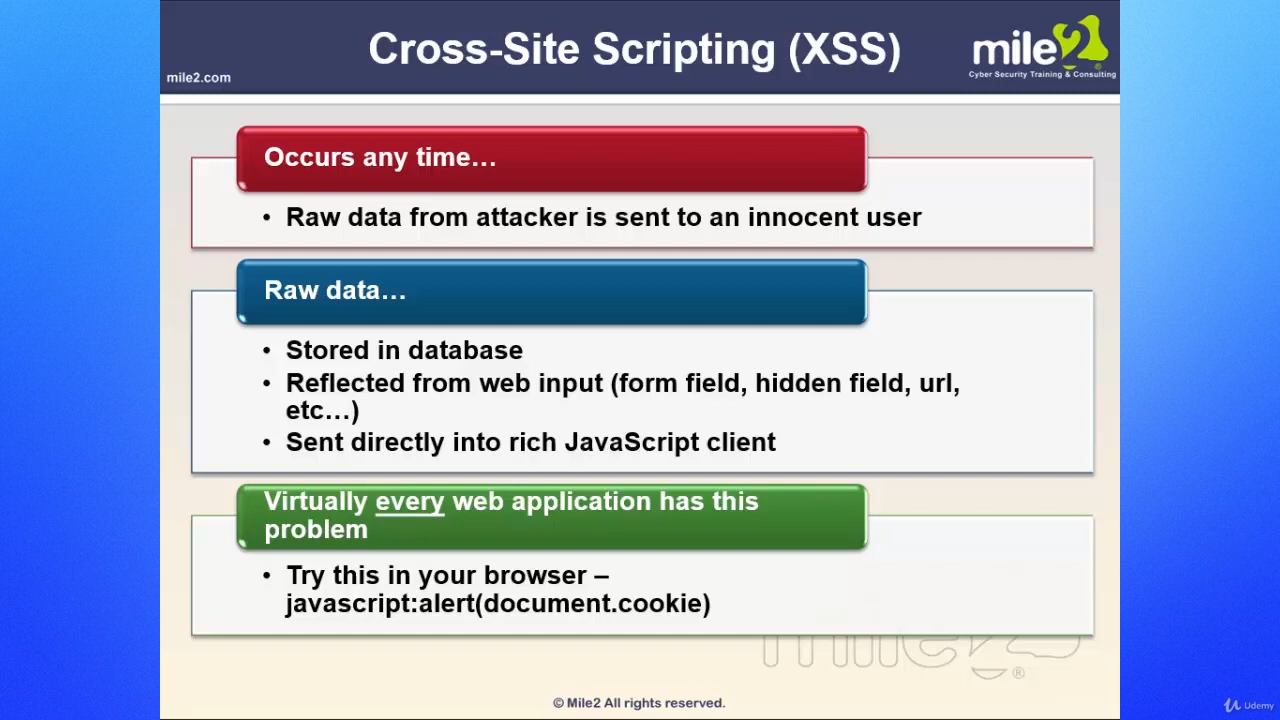 Cross-Site Scripting (XSS)
mile2.com
mile2
Cyber Security Training & Consulting
Occurs any time…
• Raw data from attacker is sent to an innocent user
Raw data…
• Stored in database
• Reflected from web input (form field, hidden field, url,
etc…)
• Sent directly into rich JavaScript client
Virtually every web application has this
problem
• Try this in your browser –
javascript:alert(document.cookie)
mile2
®
© Mile2 All rights reserved.
Udemy